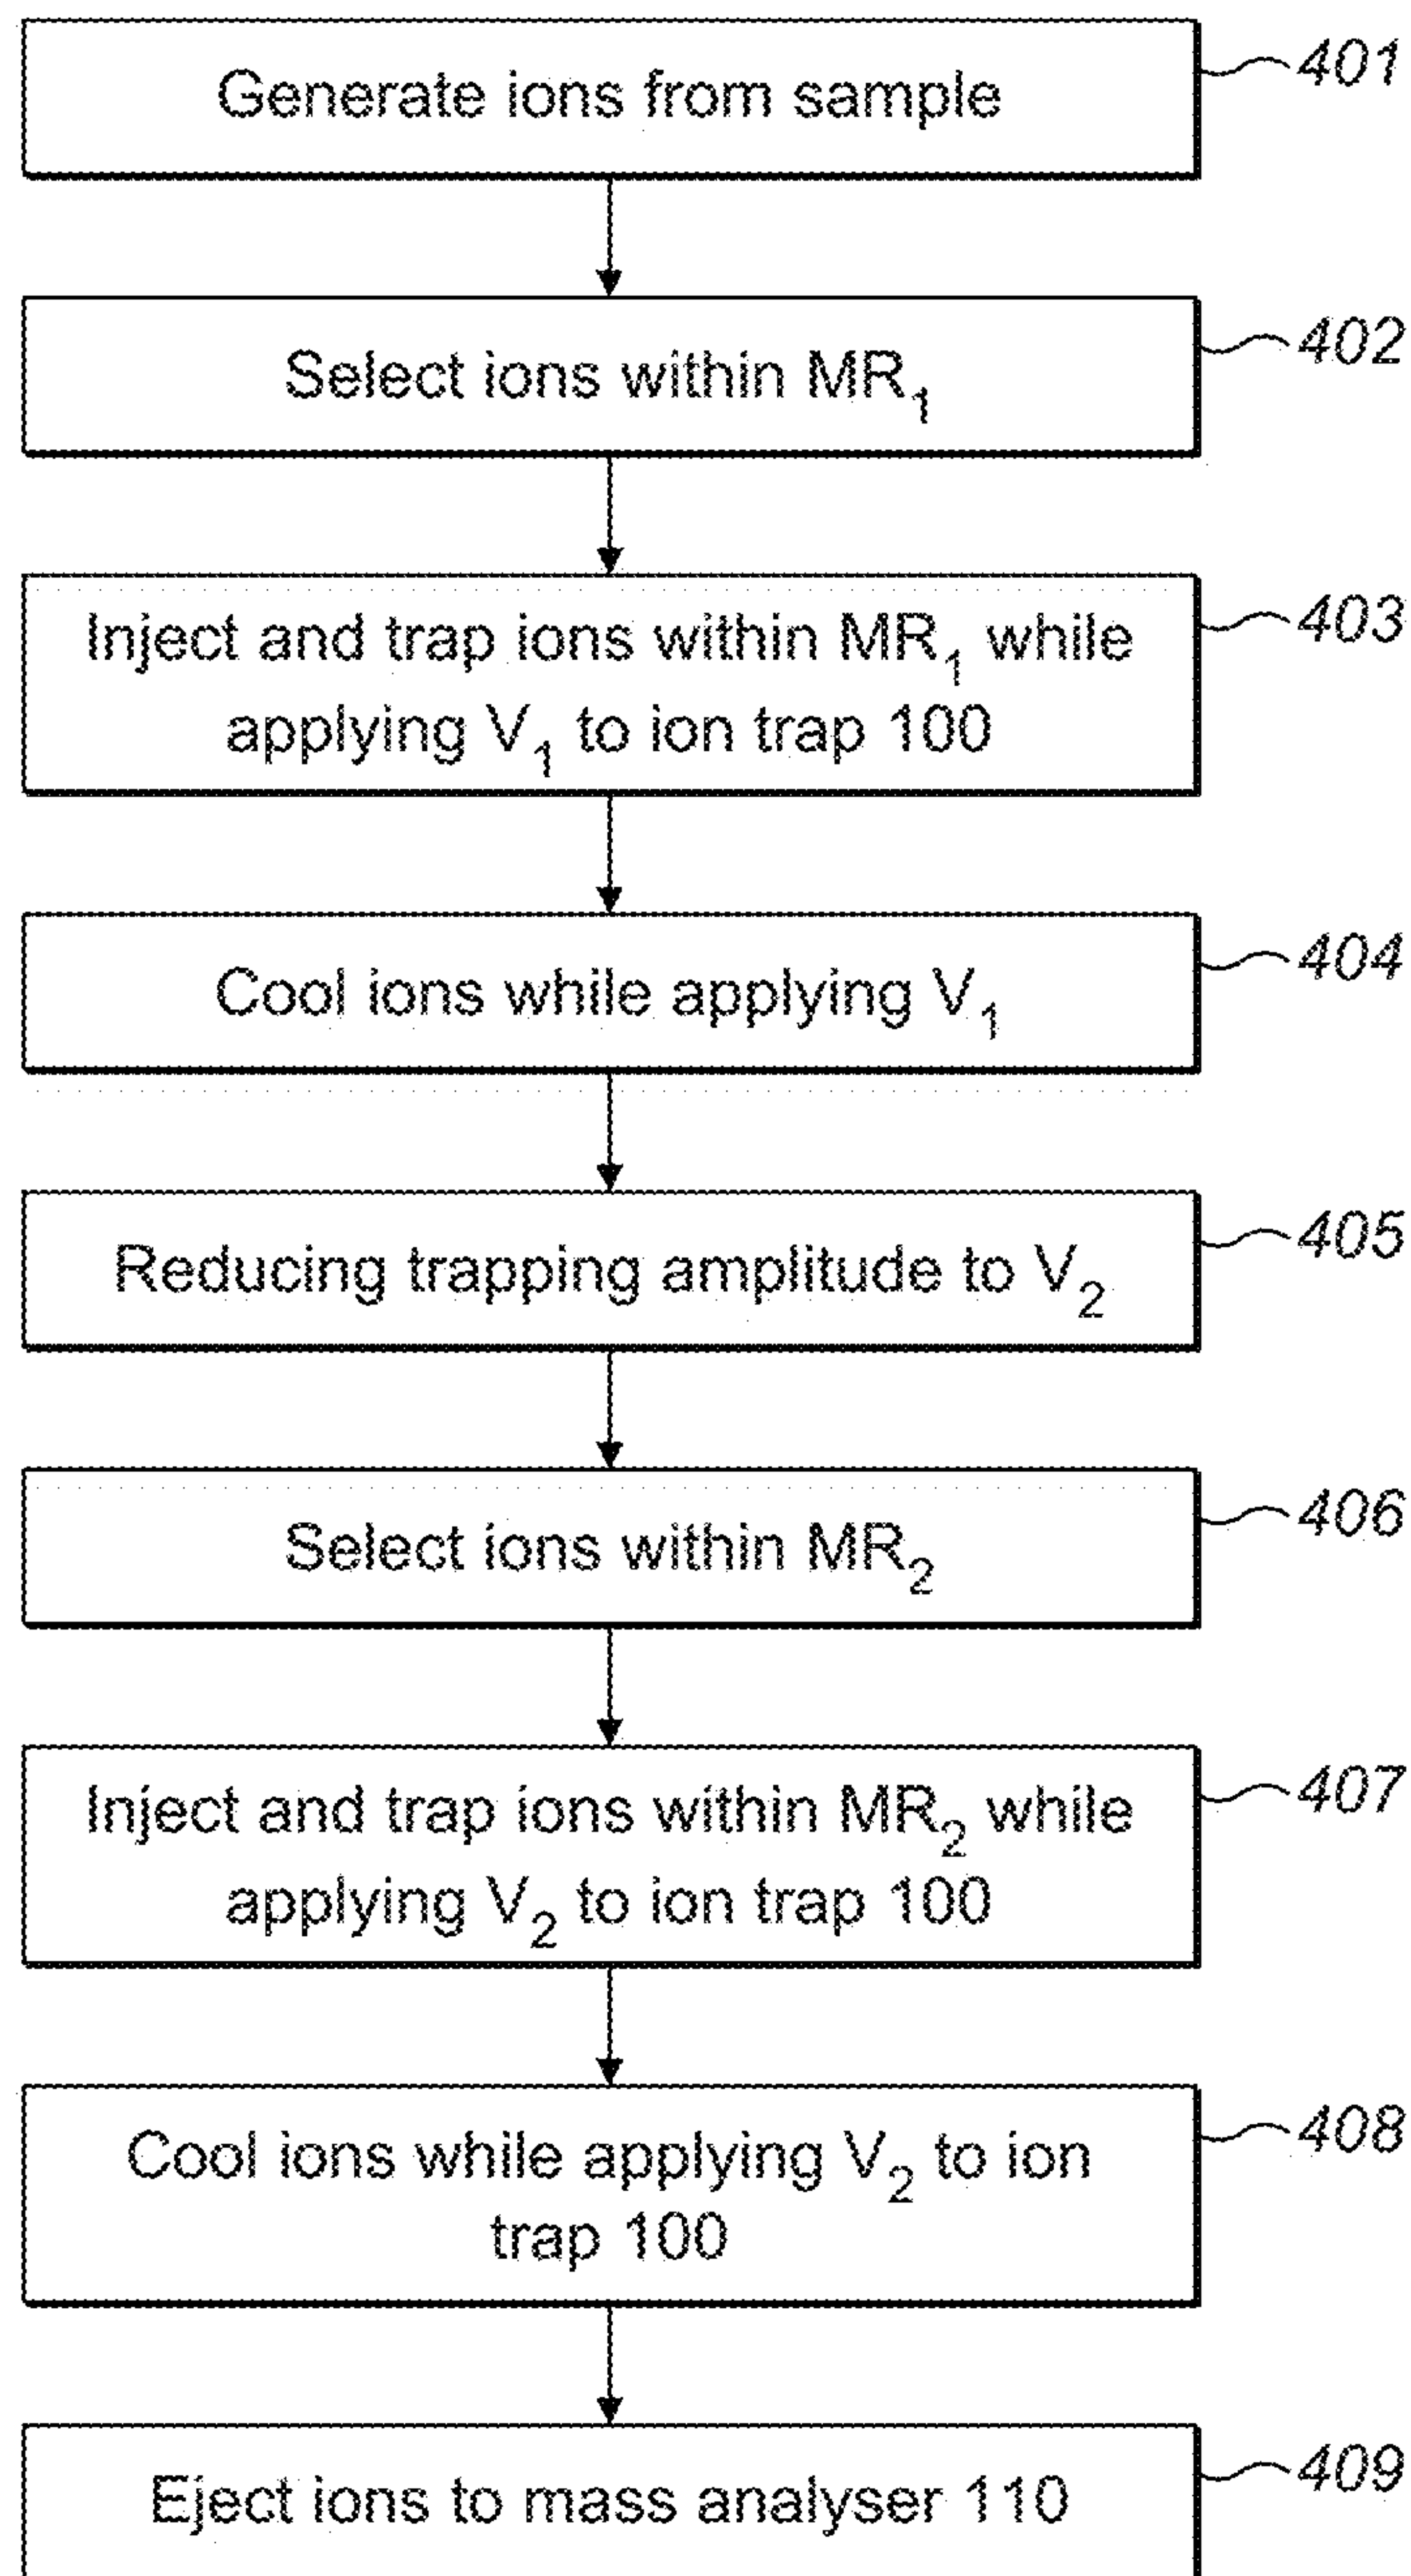 Generate ions from sample
401
Select ions within MR₁
402
Inject and trap ions within MR₁ while
applying V₁ to ion trap 100
403
Cool ions while applying V₁
404
Reducing trapping amplitude to V₂
405
Select ions within MR₂
406
Inject and trap ions within MR₂ while
applying V₂ to ion trap 100
407
Cool ions while applying V₂ to ion
trap 100
408
Eject ions to mass analyser 110
409